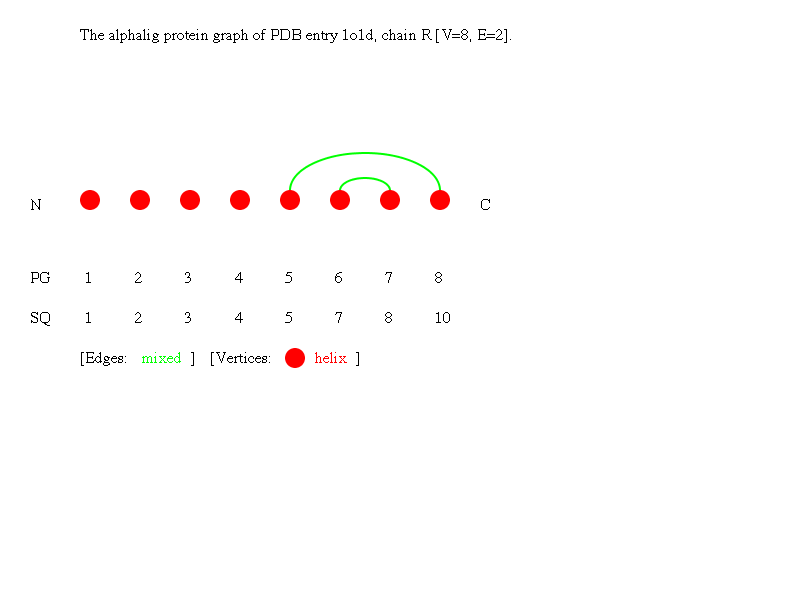 The alphalig protein graph of PDB entry 1o1d, chain R [V=8, E=2].
N C
PG 1 2 3 4 5 6 7 8
SQ 1 2 3 4 5 7 8 10
[Edges: mixed ] [Vertices: helix ]